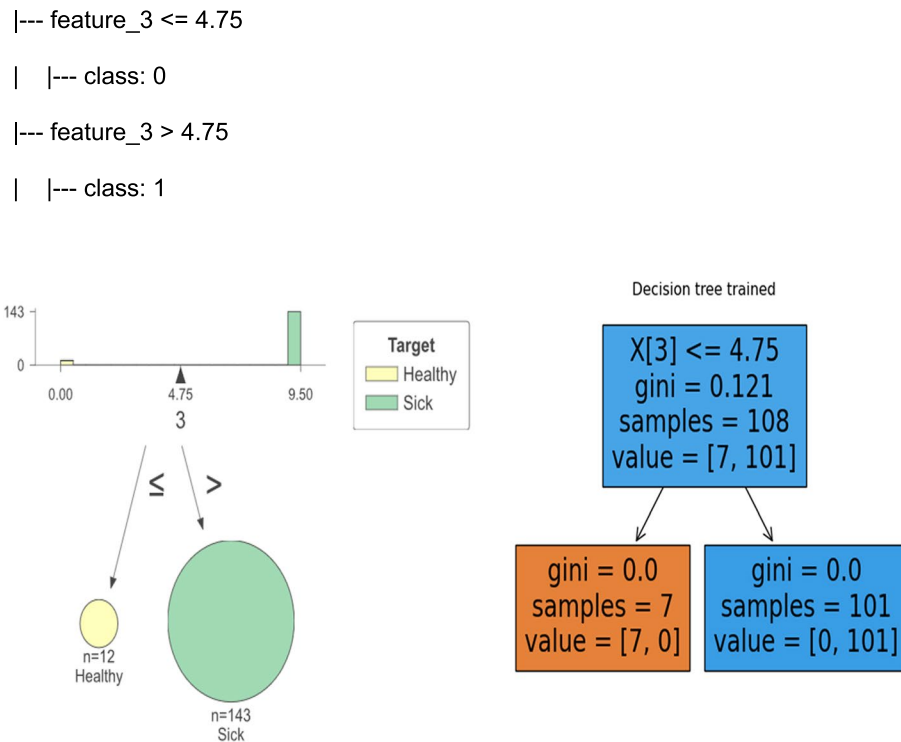 |--- feature_3 <= 4.75
|    |--- class: 0
|--- feature_3 > 4.75
|    |--- class: 1
143
0
0.00
4.75
9.50
3
Target
Healthy
Sick
≤
>
n=12
Healthy
n=143
Sick
Decision tree trained
X[3] <= 4.75
gini = 0.121
samples = 108
value = [7, 101]
gini = 0.0
samples = 7
value = [7, 0]
gini = 0.0
samples = 101
value = [0, 101]